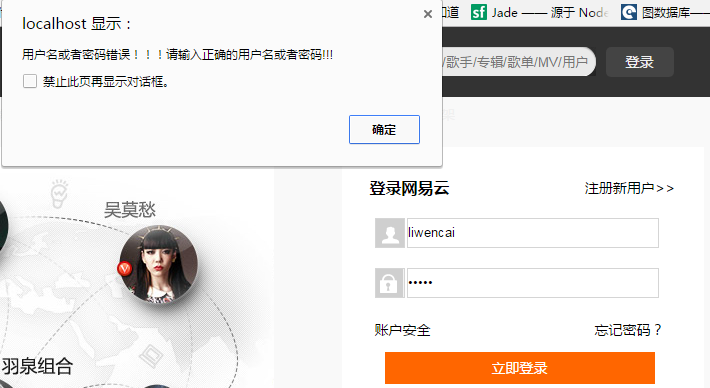 localhost 显示：
用户名或者密码错误！！！请输入正确的用户名或者密码!!!
禁止此页再显示对话框。
确定
知道
Jade —— 源于 Node
图数据库——
/歌手/专辑/歌单/MV/用户
登录
登录网易云
注册新用户>>
吴莫愁
liwencai
•••••
账户安全
忘记密码？
羽泉组合
立即登录